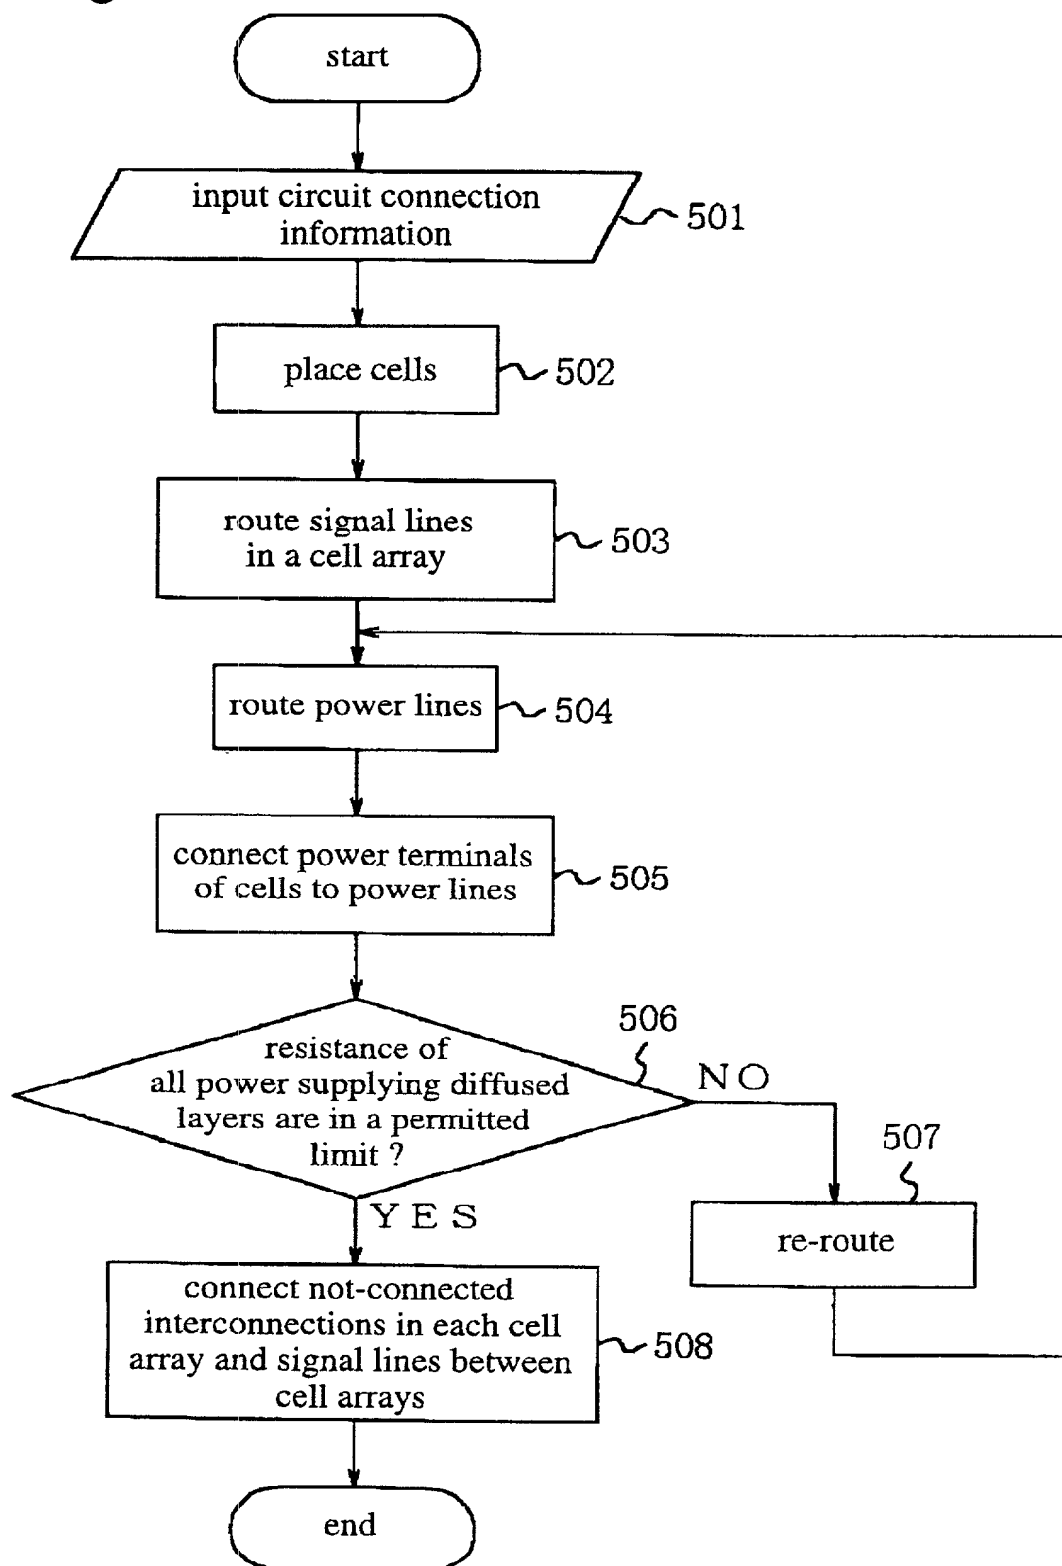 start
input circuit connection
information
501
place cells
502
route signal lines
in a cell array
503
route power lines
504
connect power terminals
of cells to power lines
505
506
resistance of
all power supplying diffused
layers are in a permitted
limit ?
NO
507
YES
re-route
connect not-connected
interconnections in each cell
array and signal lines between
cell arrays
508
end